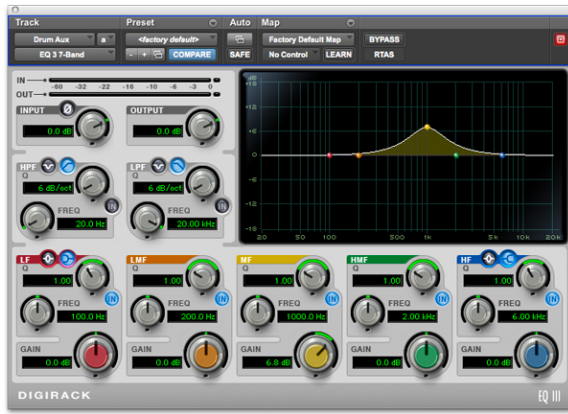 Track Preset Auto Map
Drum Aux a <factory default> Factory Default Map BYPASS
EQ 3 7-Band - + COMPARE SAFE No Control LEARN RTAS
IN -60 -32 -22 -16 -10 -6 -3 0
OUT
INPUT Ø OUTPUT
0.0 dB 0.0 dB
HPF LPF
Q Q
6 dB/oct 6 dB/oct
IN IN
FREQ FREQ
20.0 Hz 20.00 kHz
dB
+18
+12
+6
0
-6
-12
-18
20 50 100 500 1k 5k 10k 20k
LF LMF MF HMF HF
Q Q Q Q Q
1.00 1.00 1.00 1.00 1.00
IN IN IN IN IN
FREQ FREQ FREQ FREQ FREQ
100.0 Hz 200.0 Hz 1000.0 Hz 2.00 kHz 6.00 kHz
GAIN GAIN GAIN GAIN GAIN
0.0 dB 0.0 dB 6.8 dB 0.0 dB 0.0 dB
DIGIRACK EQ III